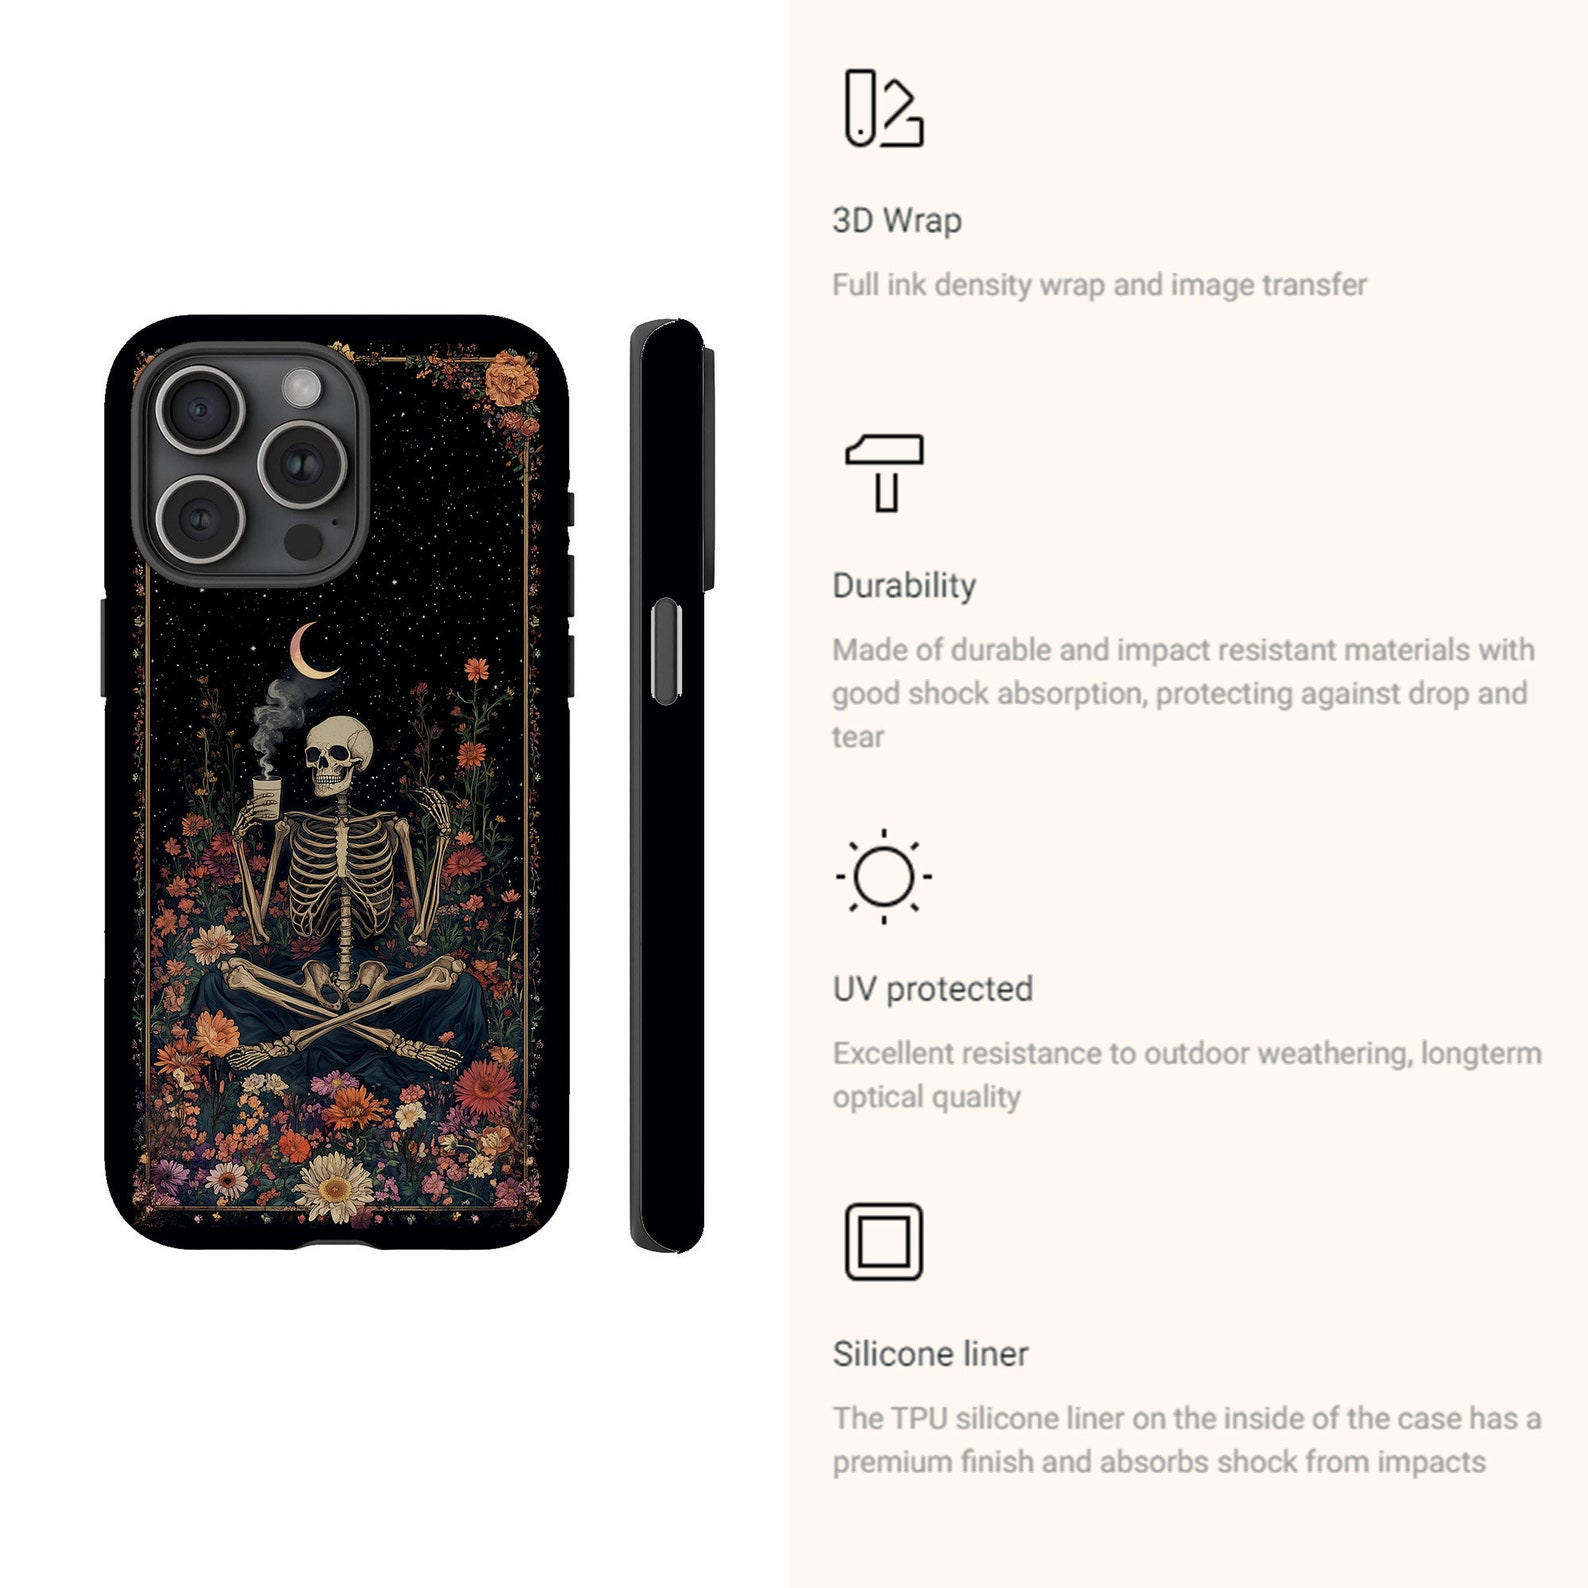 3D Wrap
Full ink density wrap and image transfer
Durability
Made of durable and impact resistant materials with
good shock absorption, protecting against drop and
tear
UV protected
Excellent resistance to outdoor weathering, longterm
optical quality
Silicone liner
The TPU silicone liner on the inside of the case has a
premium finish and absorbs shock from impacts